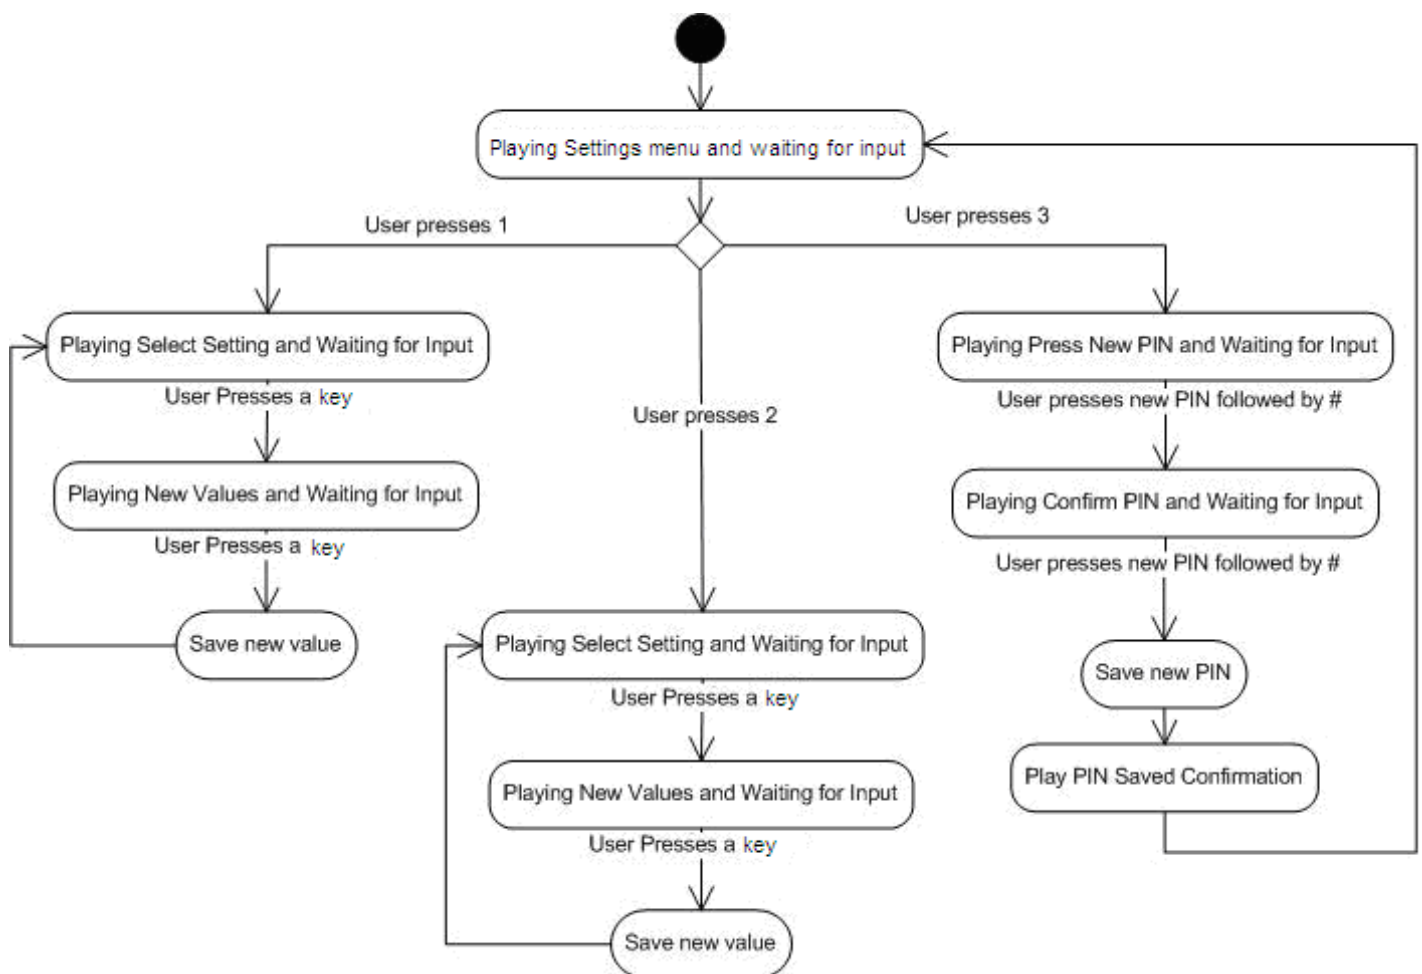 Playing Settings menu and waiting for input
User presses 1
User presses 3
Playing Select Setting and Waiting for Input
Playing Press New PIN and Waiting for Input
User Presses a key
User presses new PIN followed by #
User presses 2
Playing New Values and Waiting for Input
Playing Confirm PIN and Waiting for Input
User Presses a key
User presses new PIN followed by #
Save new value
Playing Select Setting and Waiting for Input
Save new PIN
User Presses a key
Play PIN Saved Confirmation
Playing New Values and Waiting for Input
User Presses a key
Save new value